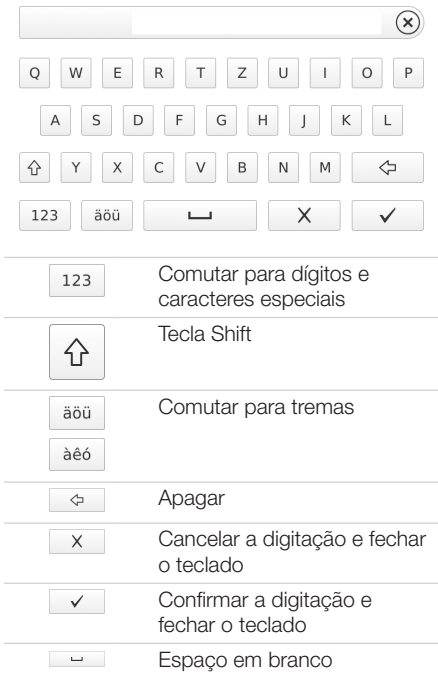 Q W E R T Z U I O P
A S D F G H J K L
Y X C V B N M
123 äöü
123 Comutar para dígitos e
caracteres especiais
Tecla Shift
äöü Comutar para tremas
àêó
Apagar
Cancelar a digitação e fechar
o teclado
Confirmar a digitação e
fechar o teclado
Espaço em branco